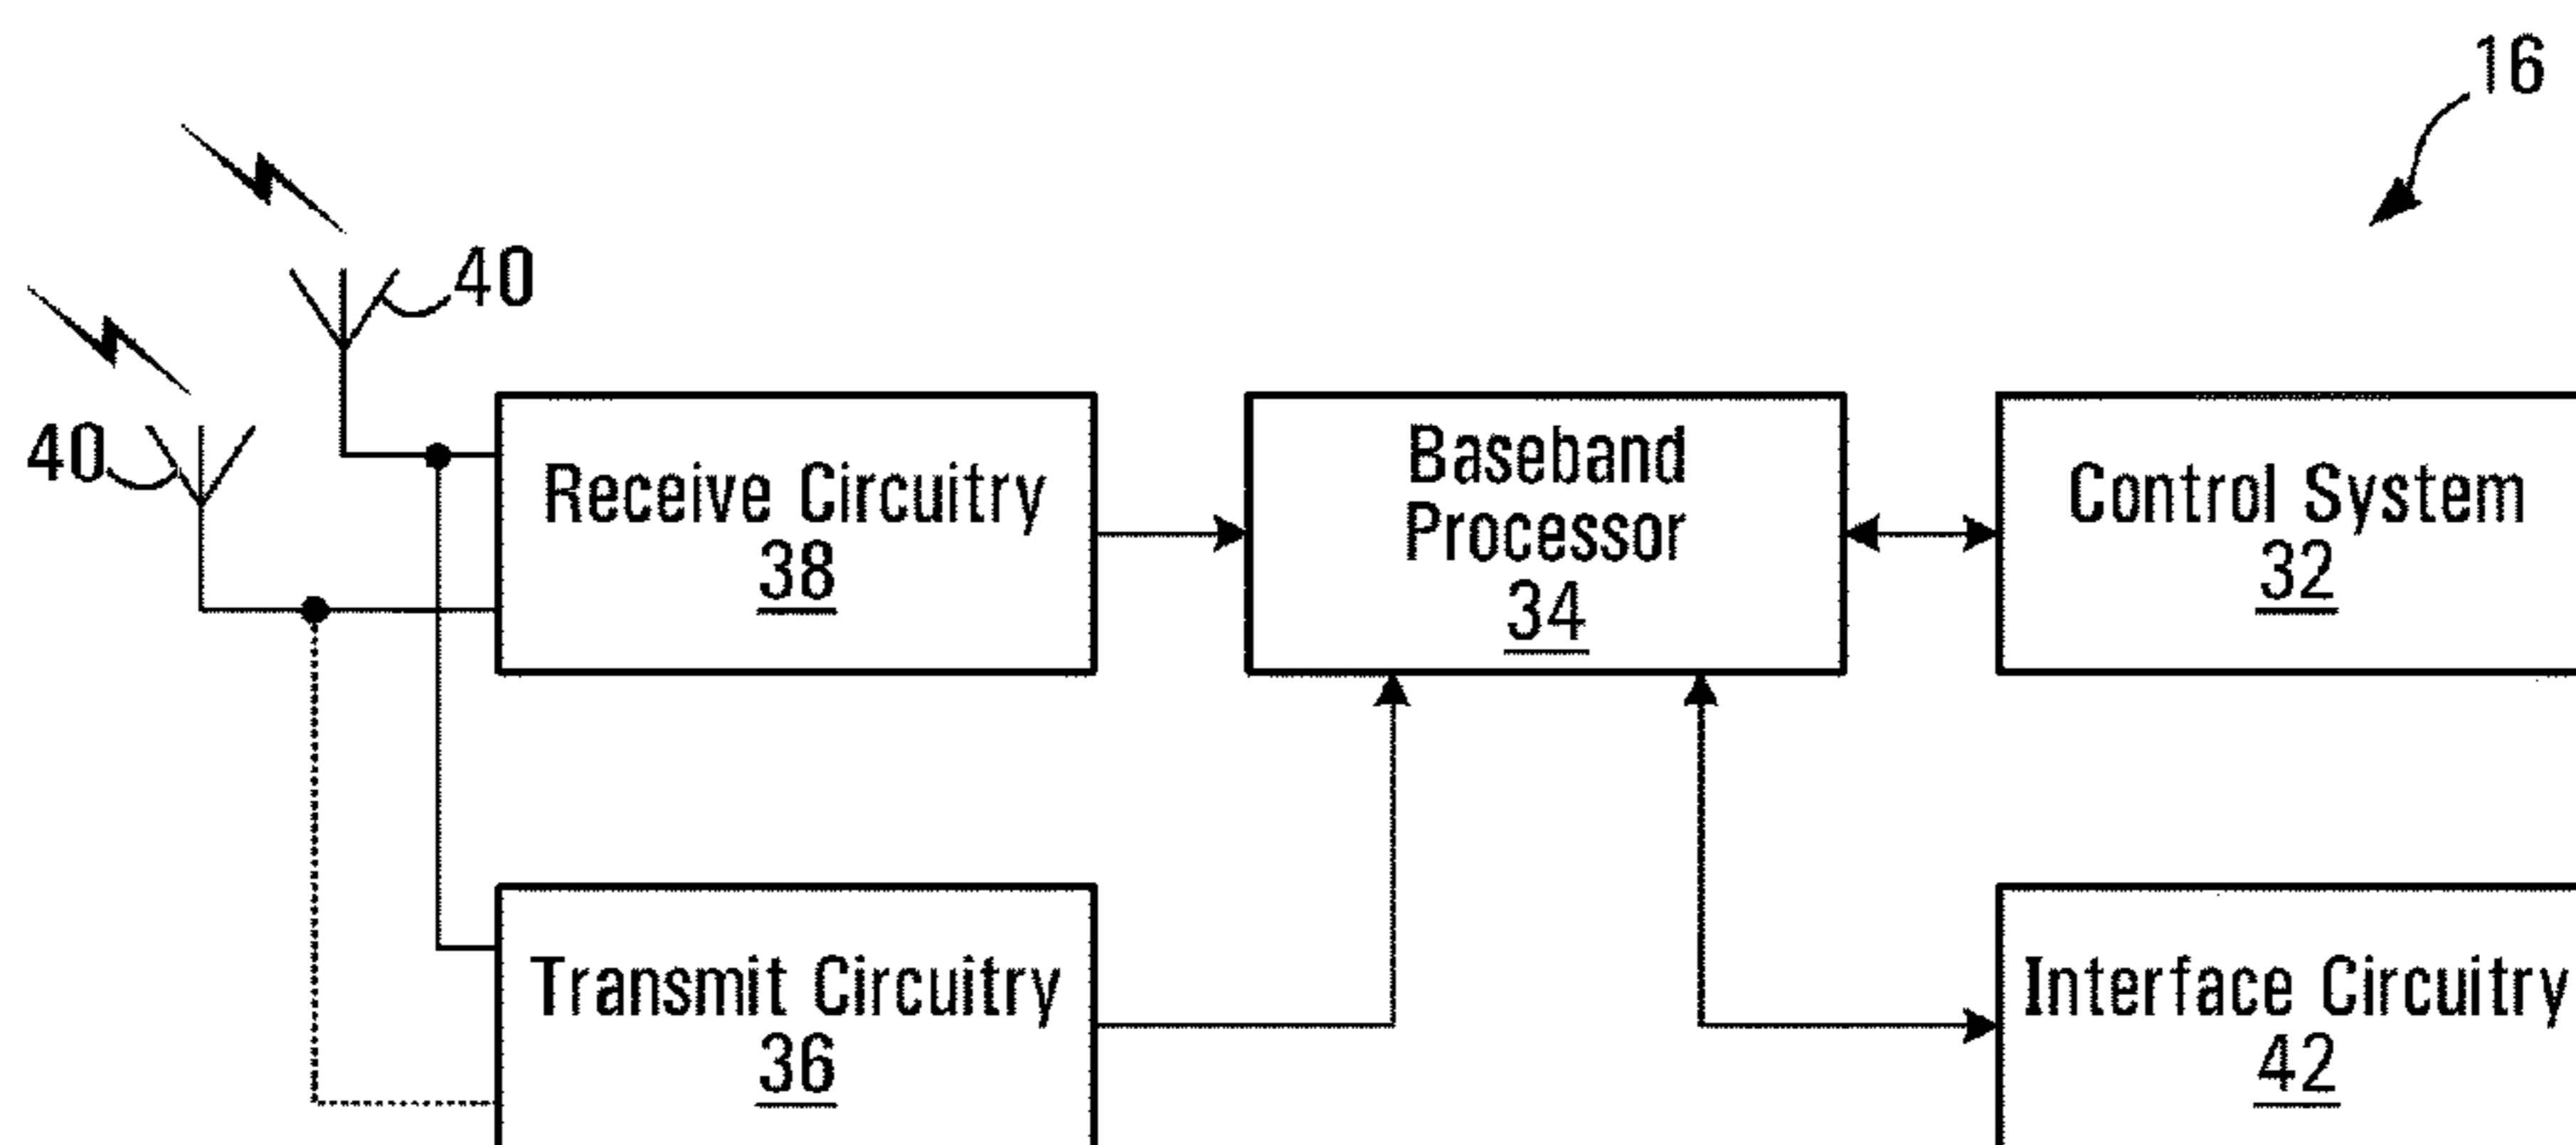 16
40
40
Receive Circuitry
38
Baseband
Processor
34
Control System
32
Transmit Circuitry
36
Interface Circuitry
42